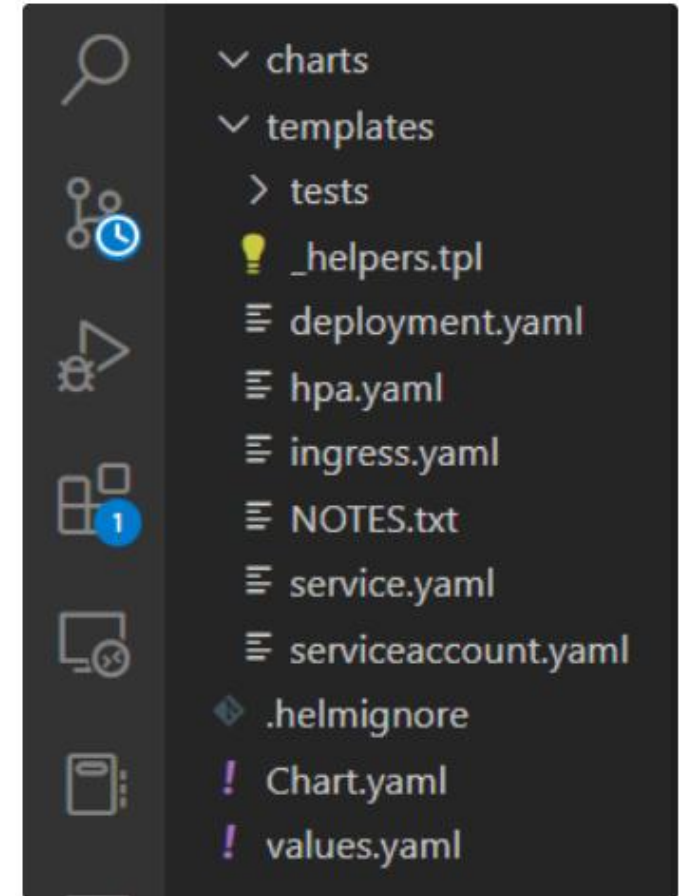 charts
templates
tests
_helpers.tpl
deployment.yaml
hpa.yaml
ingress.yaml
NOTES.txt
1
service.yaml
serviceaccount.yaml
.helmignore
Chart.yaml
values.yaml